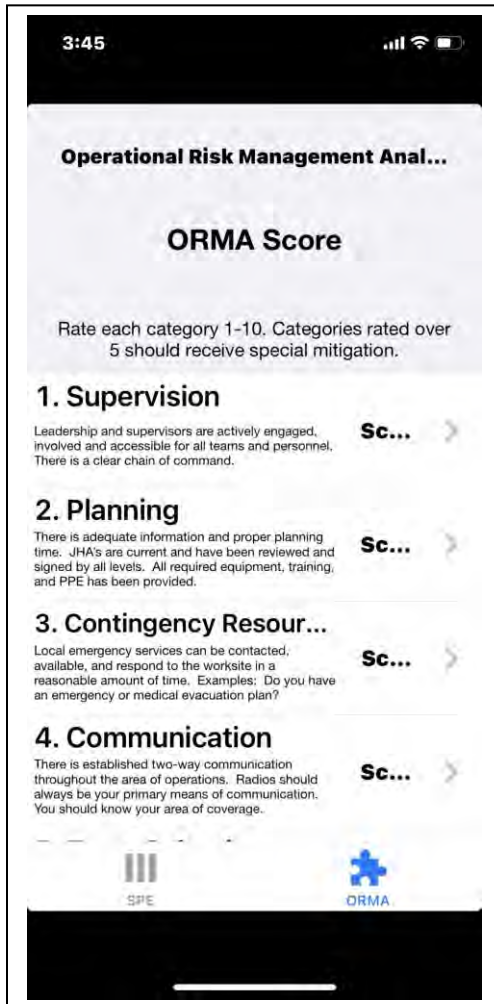 3:45
Operational Risk Management Anal...
ORMA Score
Rate each category 1-10. Categories rated over
5 should receive special mitigation.
1. Supervision
Leadership and supervisors are actively engaged,
involved and accessible for all teams and personnel.
There is a clear chain of command.
Sc...
2. Planning
There is adequate information and proper planning
time. JHA's are current and have been reviewed and
signed by all levels. All required equipment, training,
and PPE has been provided.
Sc...
3. Contingency Resour...
Local emergency services can be contacted,
available, and respond to the worksite in a
reasonable amount of time. Examples: Do you have
an emergency or medical evacuation plan?
Sc...
4. Communication
There is established two-way communication
throughout the area of operations. Radios should
always be your primary means of communication.
You should know your area of coverage.
Sc...
SPE
ORMA